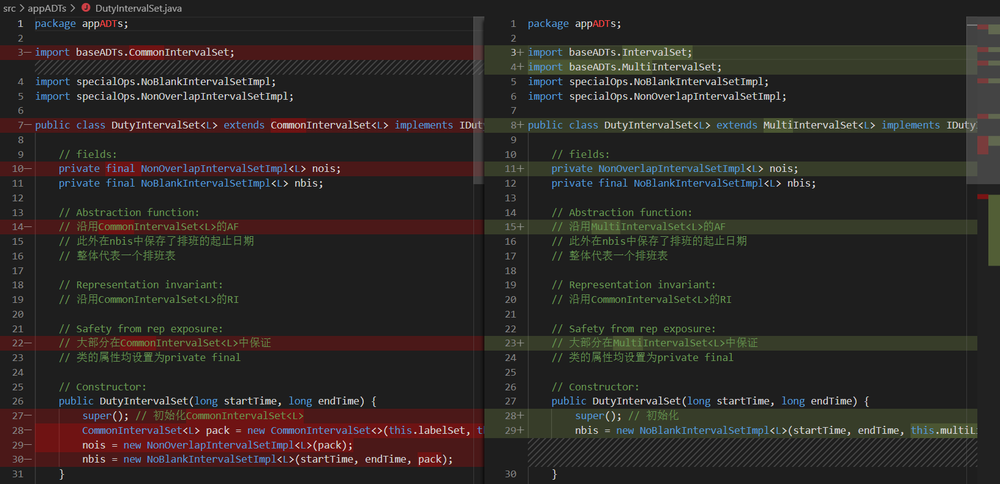 src > appADTs > DutyIntervalSet.java
1 package appADTs;
2
3− import baseADTs.CommonIntervalSet;
4 import specialOps.NoBlankIntervalSetImpl;
5 import specialOps.NonOverlapIntervalSetImpl;
6
7− public class DutyIntervalSet<L> extends CommonIntervalSet<L> implements IDuty
8
9 // fields:
10− private final NonOverlapIntervalSetImpl<L> nois;
11 private final NoBlankIntervalSetImpl<L> nbis;
12
13 // Abstraction function:
14− // 沿用CommonIntervalSet<L>的AF
15 // 此外在nbis中保存了排班的起止日期
16 // 整体代表一个排班表
17
18 // Representation invariant:
19 // 沿用CommonIntervalSet<L>的RI
20
21 // Safety from rep exposure:
22− // 大部分在CommonIntervalSet<L>中保证
23 // 类的属性均设置为private final
24
25 // Constructor:
26 public DutyIntervalSet(long startTime, long endTime) {
27− super(); // 初始化CommonIntervalSet<L>
28− CommonIntervalSet<L> pack = new CommonIntervalSet<>(this.labelSet, th
29− nois = new NonOverlapIntervalSetImpl<L>(pack);
30− nbis = new NoBlankIntervalSetImpl<L>(startTime, endTime, pack);
31 }
1 package appADTs;
2
3+ import baseADTs.IntervalSet;
4+ import baseADTs.MultiIntervalSet;
5 import specialOps.NoBlankIntervalSetImpl;
6 import specialOps.NonOverlapIntervalSetImpl;
7
8+ public class DutyIntervalSet<L> extends MultiIntervalSet<L> implements IDuty
9
10 // fields:
11+ private NonOverlapIntervalSetImpl<L> nois;
12 private final NoBlankIntervalSetImpl<L> nbis;
13
14 // Abstraction function:
15+ // 沿用MultiIntervalSet<L>的AF
16 // 此外在nbis中保存了排班的起止日期
17 // 整体代表一个排班表
18
19 // Representation invariant:
20 // 沿用CommonIntervalSet<L>的RI
21
22 // Safety from rep exposure:
23+ // 大部分在MultiIntervalSet<L>中保证
24 // 类的属性均设置为private final
25
26 // Constructor:
27 public DutyIntervalSet(long startTime, long endTime) {
28+ super(); // 初始化
29+ nbis = new NoBlankIntervalSetImpl<L>(startTime, endTime, this.multiL
30 }